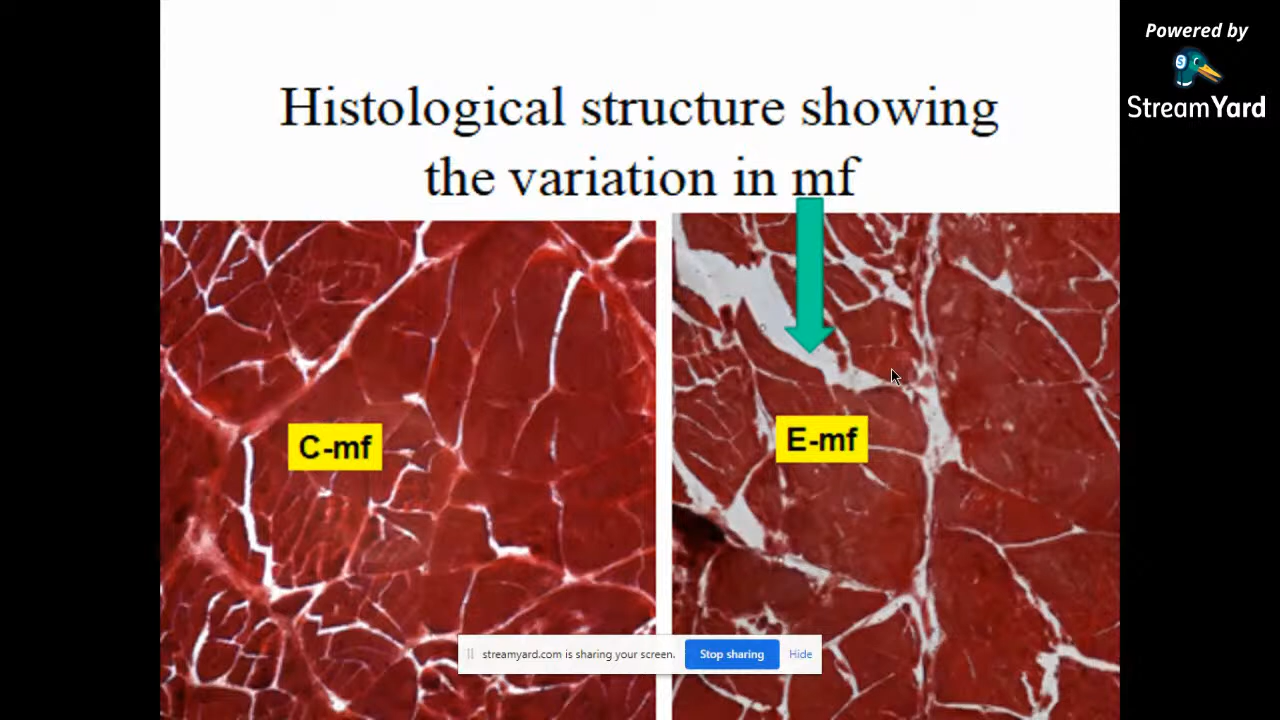 Powered by
StreamYard
Histological structure showing
the variation in mf
C-mf
E-mf
streamyard.com is sharing your screen.
Stop sharing
Hide